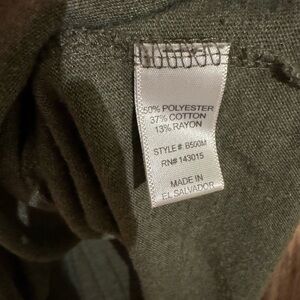 50% POLYESTER
37% COTTON
13% RAYON
STYLE# B500M
RN# 143015
MADE IN
EL SALVADOR